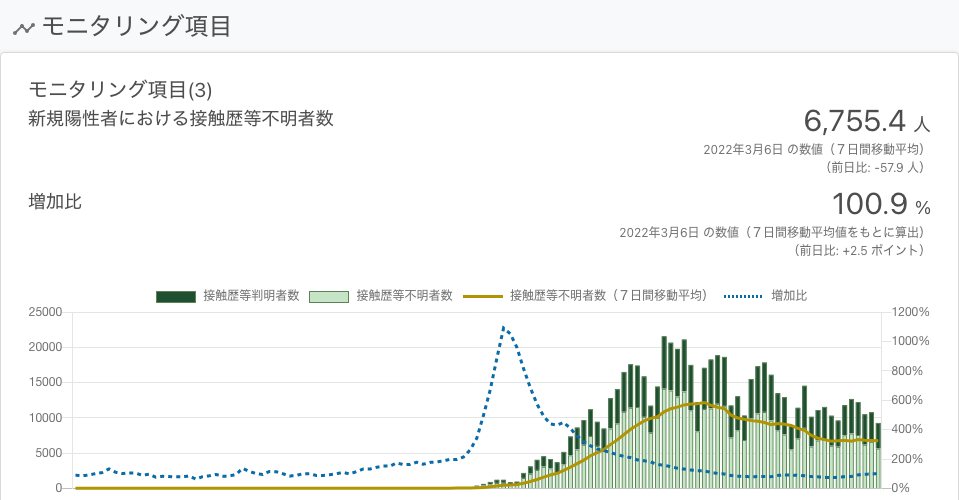 モニタリング項目
モニタリング項目(3)
新規陽性者における接触歴等不明者数
6,755.4 人
2022年3月6日 の数値（７日間移動平均）
（前日比: -57.9 人）
増加比
100.9 %
2022年3月6日 の数値（７日間移動平均値をもとに算出）
（前日比: +2.5 ポイント）
接触歴等判明者数 接触歴等不明者数 接触歴等不明者数（７日間移動平均） 増加比
25000 1200%
20000 1000%
15000 800%
10000 600%
5000 400%
0 200%
0%